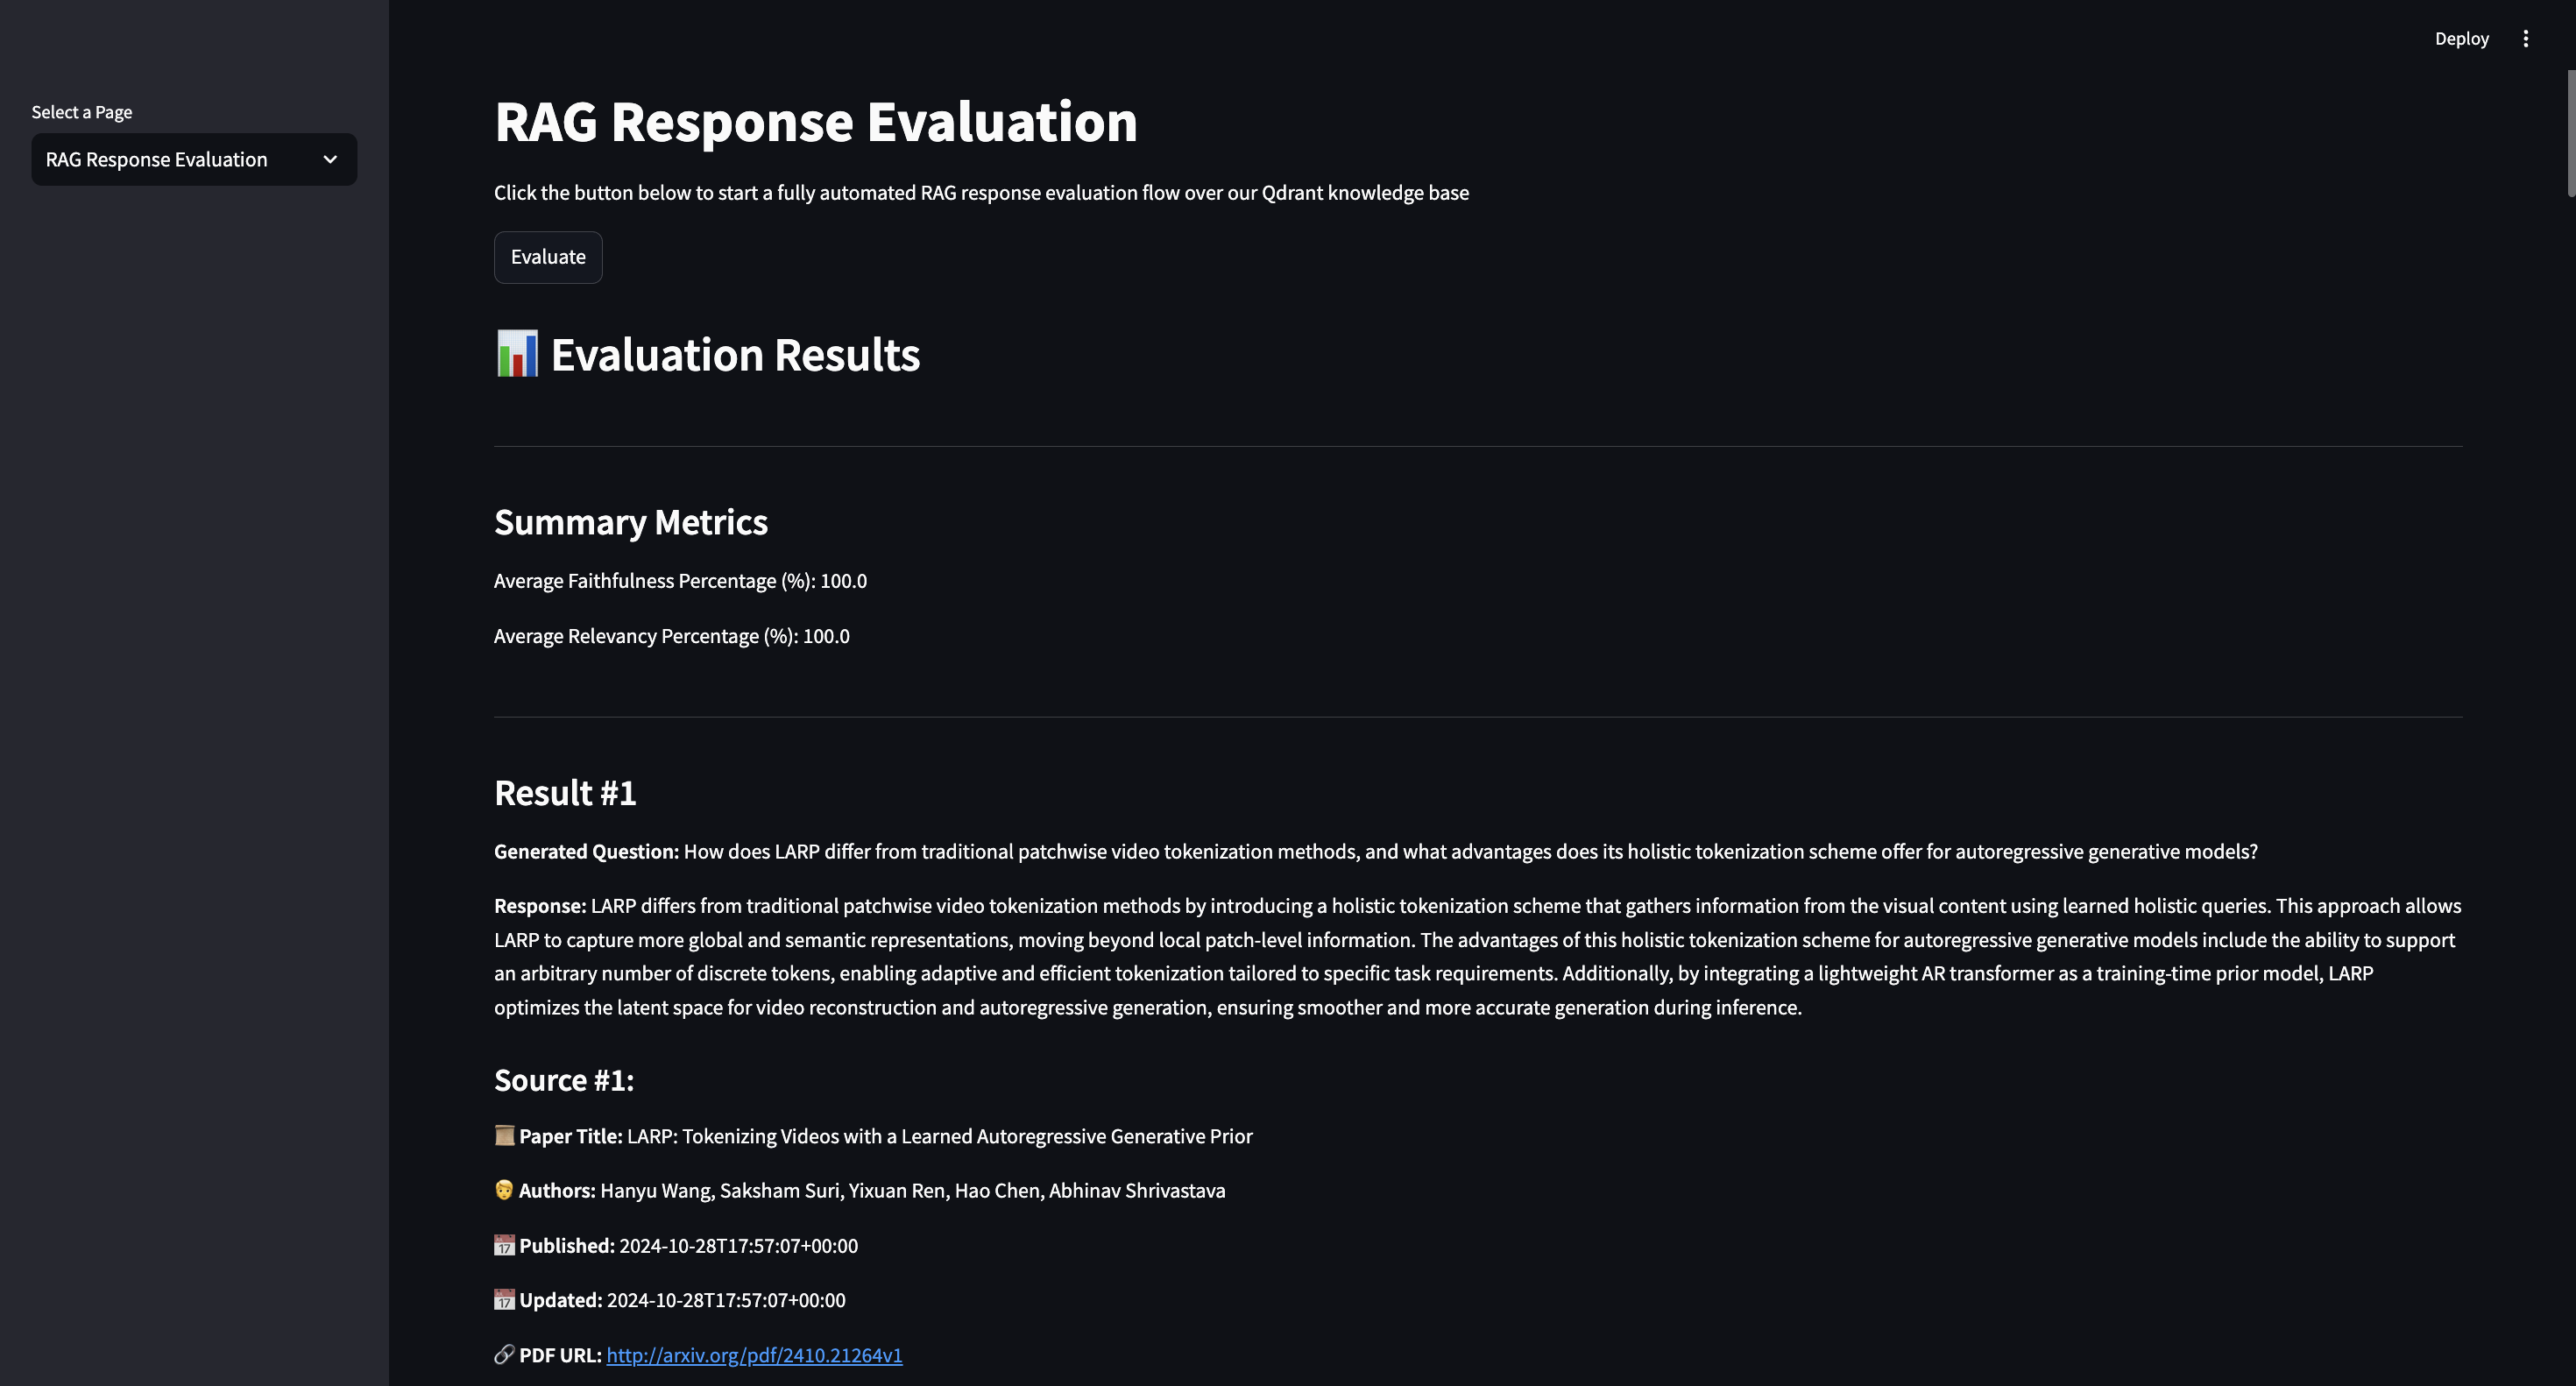 Deploy
Select a Page
RAG Response Evaluation
RAG Response Evaluation
Click the button below to start a fully automated RAG response evaluation flow over our Qdrant knowledge base
Evaluate
📊 Evaluation Results
Summary Metrics
Average Faithfulness Percentage (%): 100.0
Average Relevancy Percentage (%): 100.0
Result #1
Generated Question: How does LARP differ from traditional patchwise video tokenization methods, and what advantages does its holistic tokenization scheme offer for autoregressive generative models?
Response: LARP differs from traditional patchwise video tokenization methods by introducing a holistic tokenization scheme that gathers information from the visual content using learned holistic queries. This approach allows
LARP to capture more global and semantic representations, moving beyond local patch-level information. The advantages of this holistic tokenization scheme for autoregressive generative models include the ability to support
an arbitrary number of discrete tokens, enabling adaptive and efficient tokenization tailored to specific task requirements. Additionally, by integrating a lightweight AR transformer as a training-time prior model, LARP
optimizes the latent space for video reconstruction and autoregressive generation, ensuring smoother and more accurate generation during inference.
Source #1:
📜 Paper Title: LARP: Tokenizing Videos with a Learned Autoregressive Generative Prior
Authors: Hanyu Wang, Saksham Suri, Yixuan Ren, Hao Chen, Abhinav Shrivastava
📅 Published: 2024-10-28T17:57:07+00:00
📅 Updated: 2024-10-28T17:57:07+00:00
🔗 PDF URL: http://arxiv.org/pdf/2410.21264v1